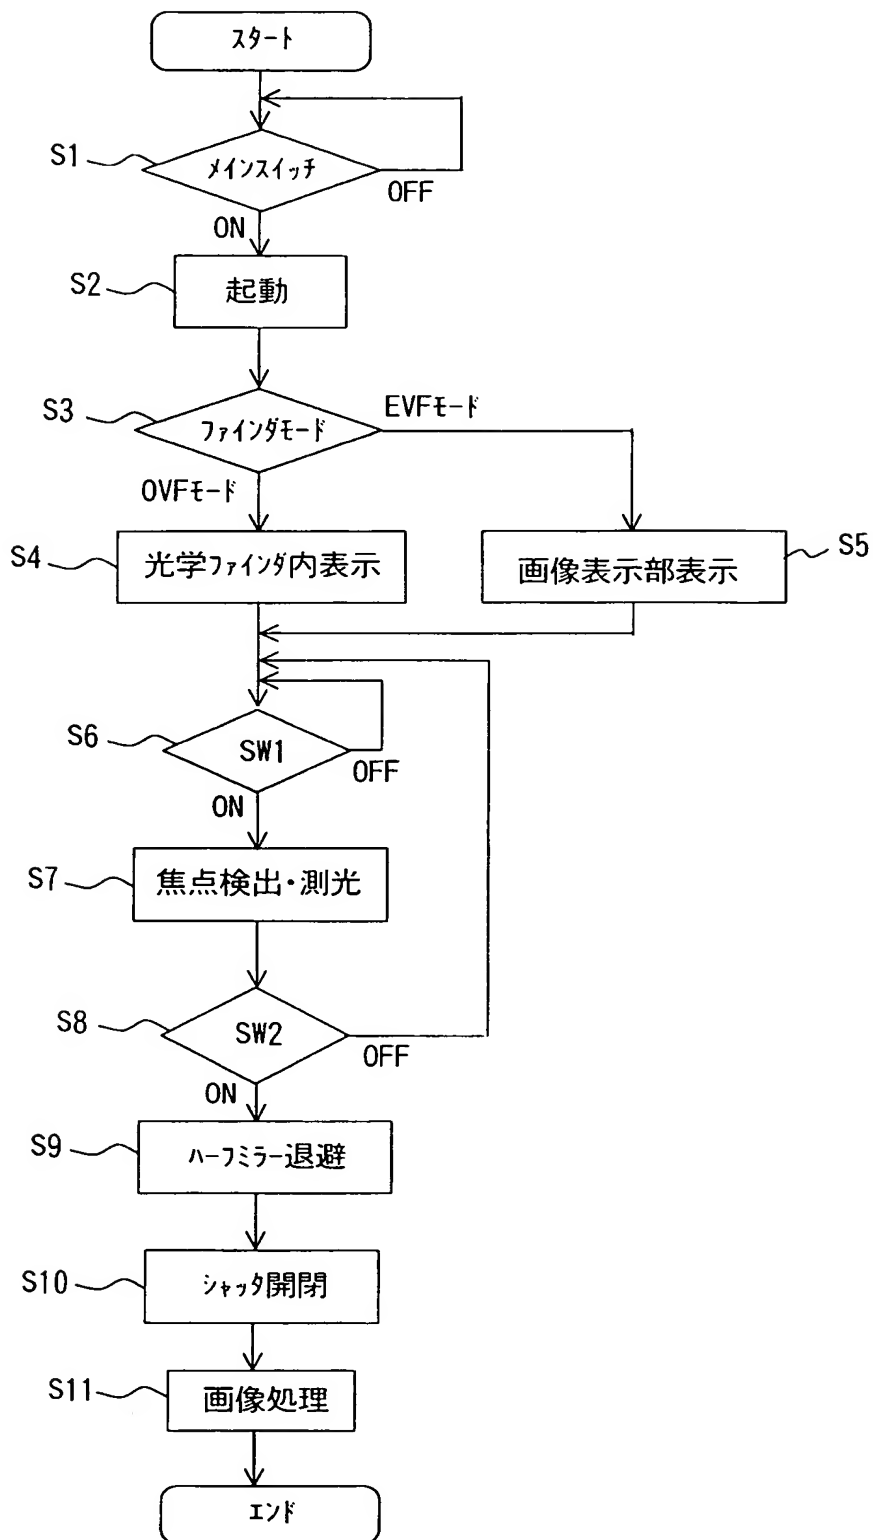 スタート
S1
メインスイッチ
OFF
ON
S2
起動
S3
ファインダモード
EVFモード
OVFモード
S4
光学ファインダ内表示
画像表示部表示
S5
S6
SW1
OFF
ON
S7
焦点検出・測光
S8
SW2
OFF
ON
S9
ハーフミラー退避
S10
シャッタ開閉
S11
画像処理
エンド